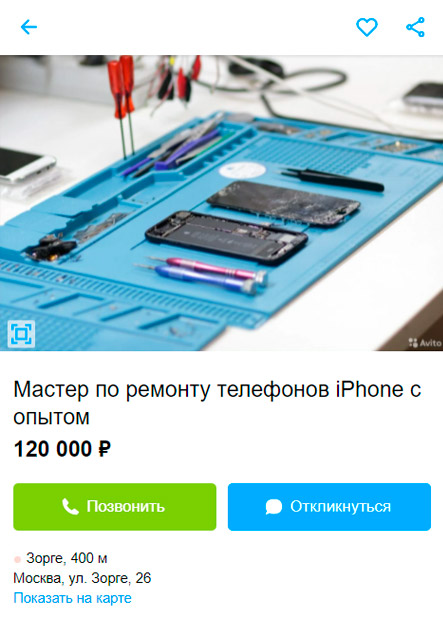 Avito
Мастер по ремонту телефонов iPhone с
опытом
120 000 ₽
Позвонить
Откликнуться
Зорге, 400 м
Москва, ул. Зорге, 26
Показать на карте